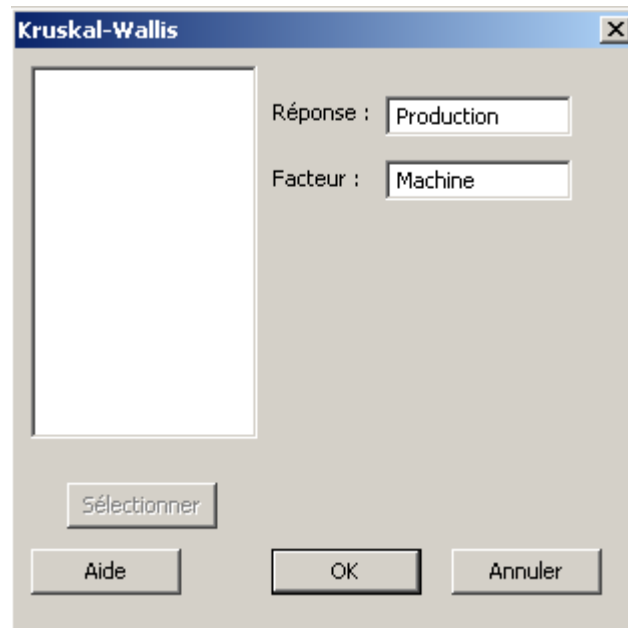 Kruskal-Wallis
Réponse : Production
Facteur : Machine
Sélectionner
Aide OK Annuler